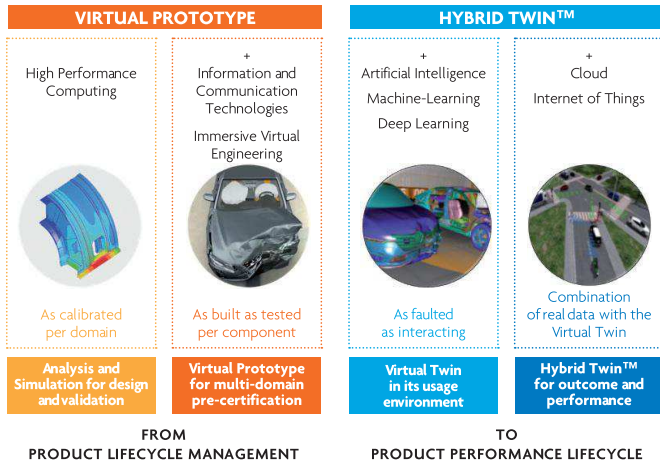 VIRTUAL PROTOTYPE
High Performance
Computing
As calibrated
per domain
Analysis and
Simulation for design
and validation
+
Information and
Communication
Technologies
Immersive Virtual
Engineering
As built as tested
per component
Virtual Prototype
for multi-domain
pre-certification
FROM
PRODUCT LIFECYCLE MANAGEMENT
HYBRID TWIN™
+
Artificial Intelligence
Machine-Learning
Deep Learning
As faulted
as interacting
Virtual Twin
in its usage
environment
+
Cloud
Internet of Things
Combination
of real data with the
Virtual Twin
Hybrid Twin™
for outcome and
performance
TO
PRODUCT PERFORMANCE LIFECYCLE